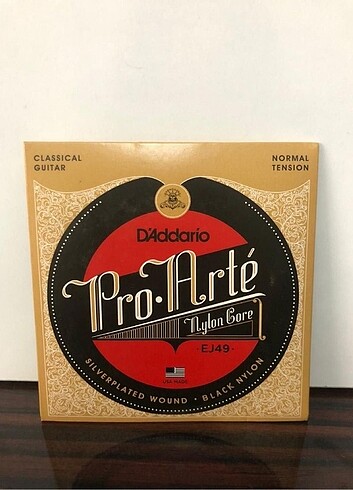 CLASSICAL
GUITAR
NORMAL
TENSION
D'Addario
Pro·Arté
Nylon Core
·EJ49·
USA MADE
SILVERPLATED WOUND · BLACK NYLON